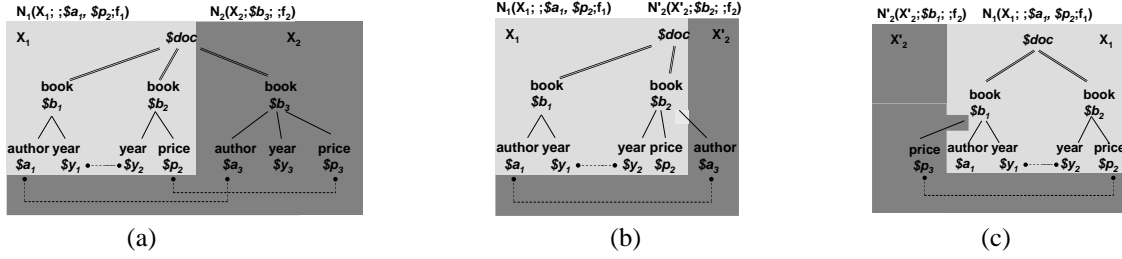 N₁(X₁; ;$a₁, $p₂;f₁) N₂(X₂;$b₃; ;f₂)
X₁ $doc X₂
book book book
$b₁ $b₂ $b₃
author year year price author year price
$a₁ $y₁ $y₂ $p₂ $a₃ $y₃ $p₃
(a)
N₁(X₁; ;$a₁, $p₂;f₁) N'₂(X'₂;$b₂; ;f₂)
X₁ $doc X'₂
book book
$b₁ $b₂
author year year price author
$a₁ $y₁ $y₂ $p₂ $a₃
(b)
N'₂(X'₂;$b₁; ;f₂) N₁(X₁; ;$a₁, $p₂;f₁)
X'₂ $doc X₁
book book
$b₁ $b₂
price author year year price
$p₃ $a₁ $y₁ $y₂ $p₂
(c)